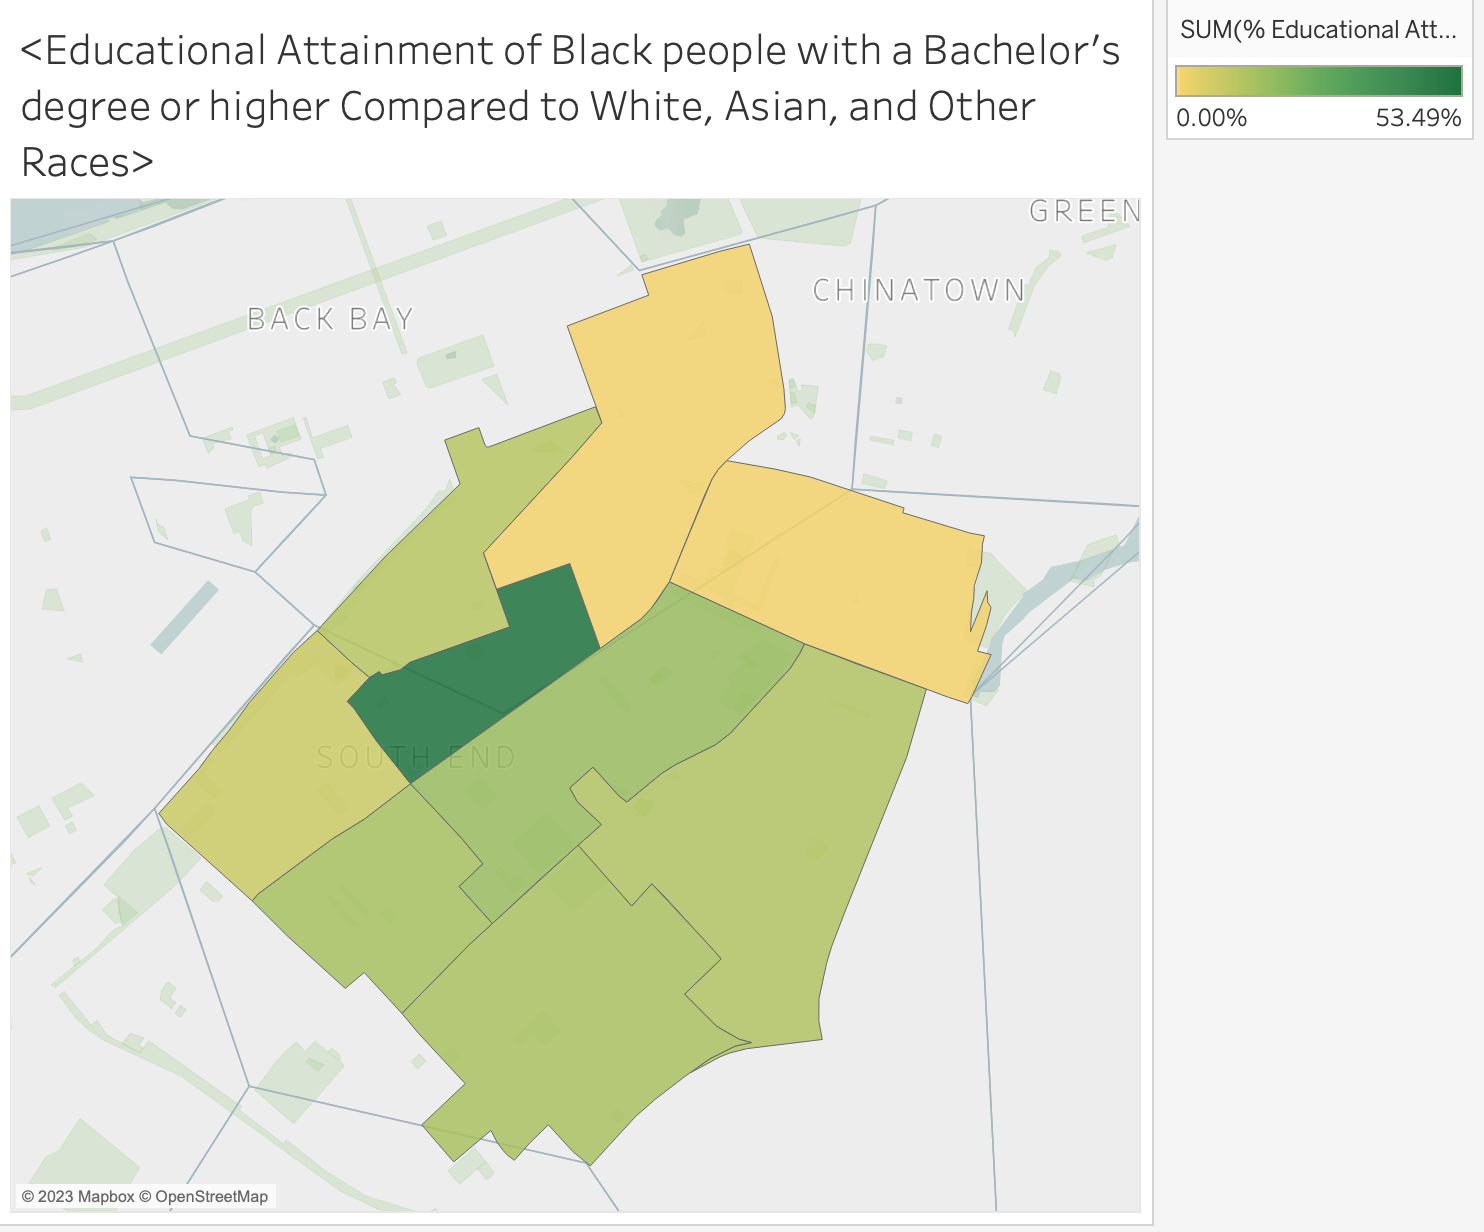 <Educational Attainment of Black people with a Bachelor's
degree or higher Compared to White, Asian, and Other
Races>
SUM(% Educational Att...
0.00% 53.49%
GREEN
CHINATOWN
BACK BAY
SOUTH END
© 2023 Mapbox © OpenStreetMap